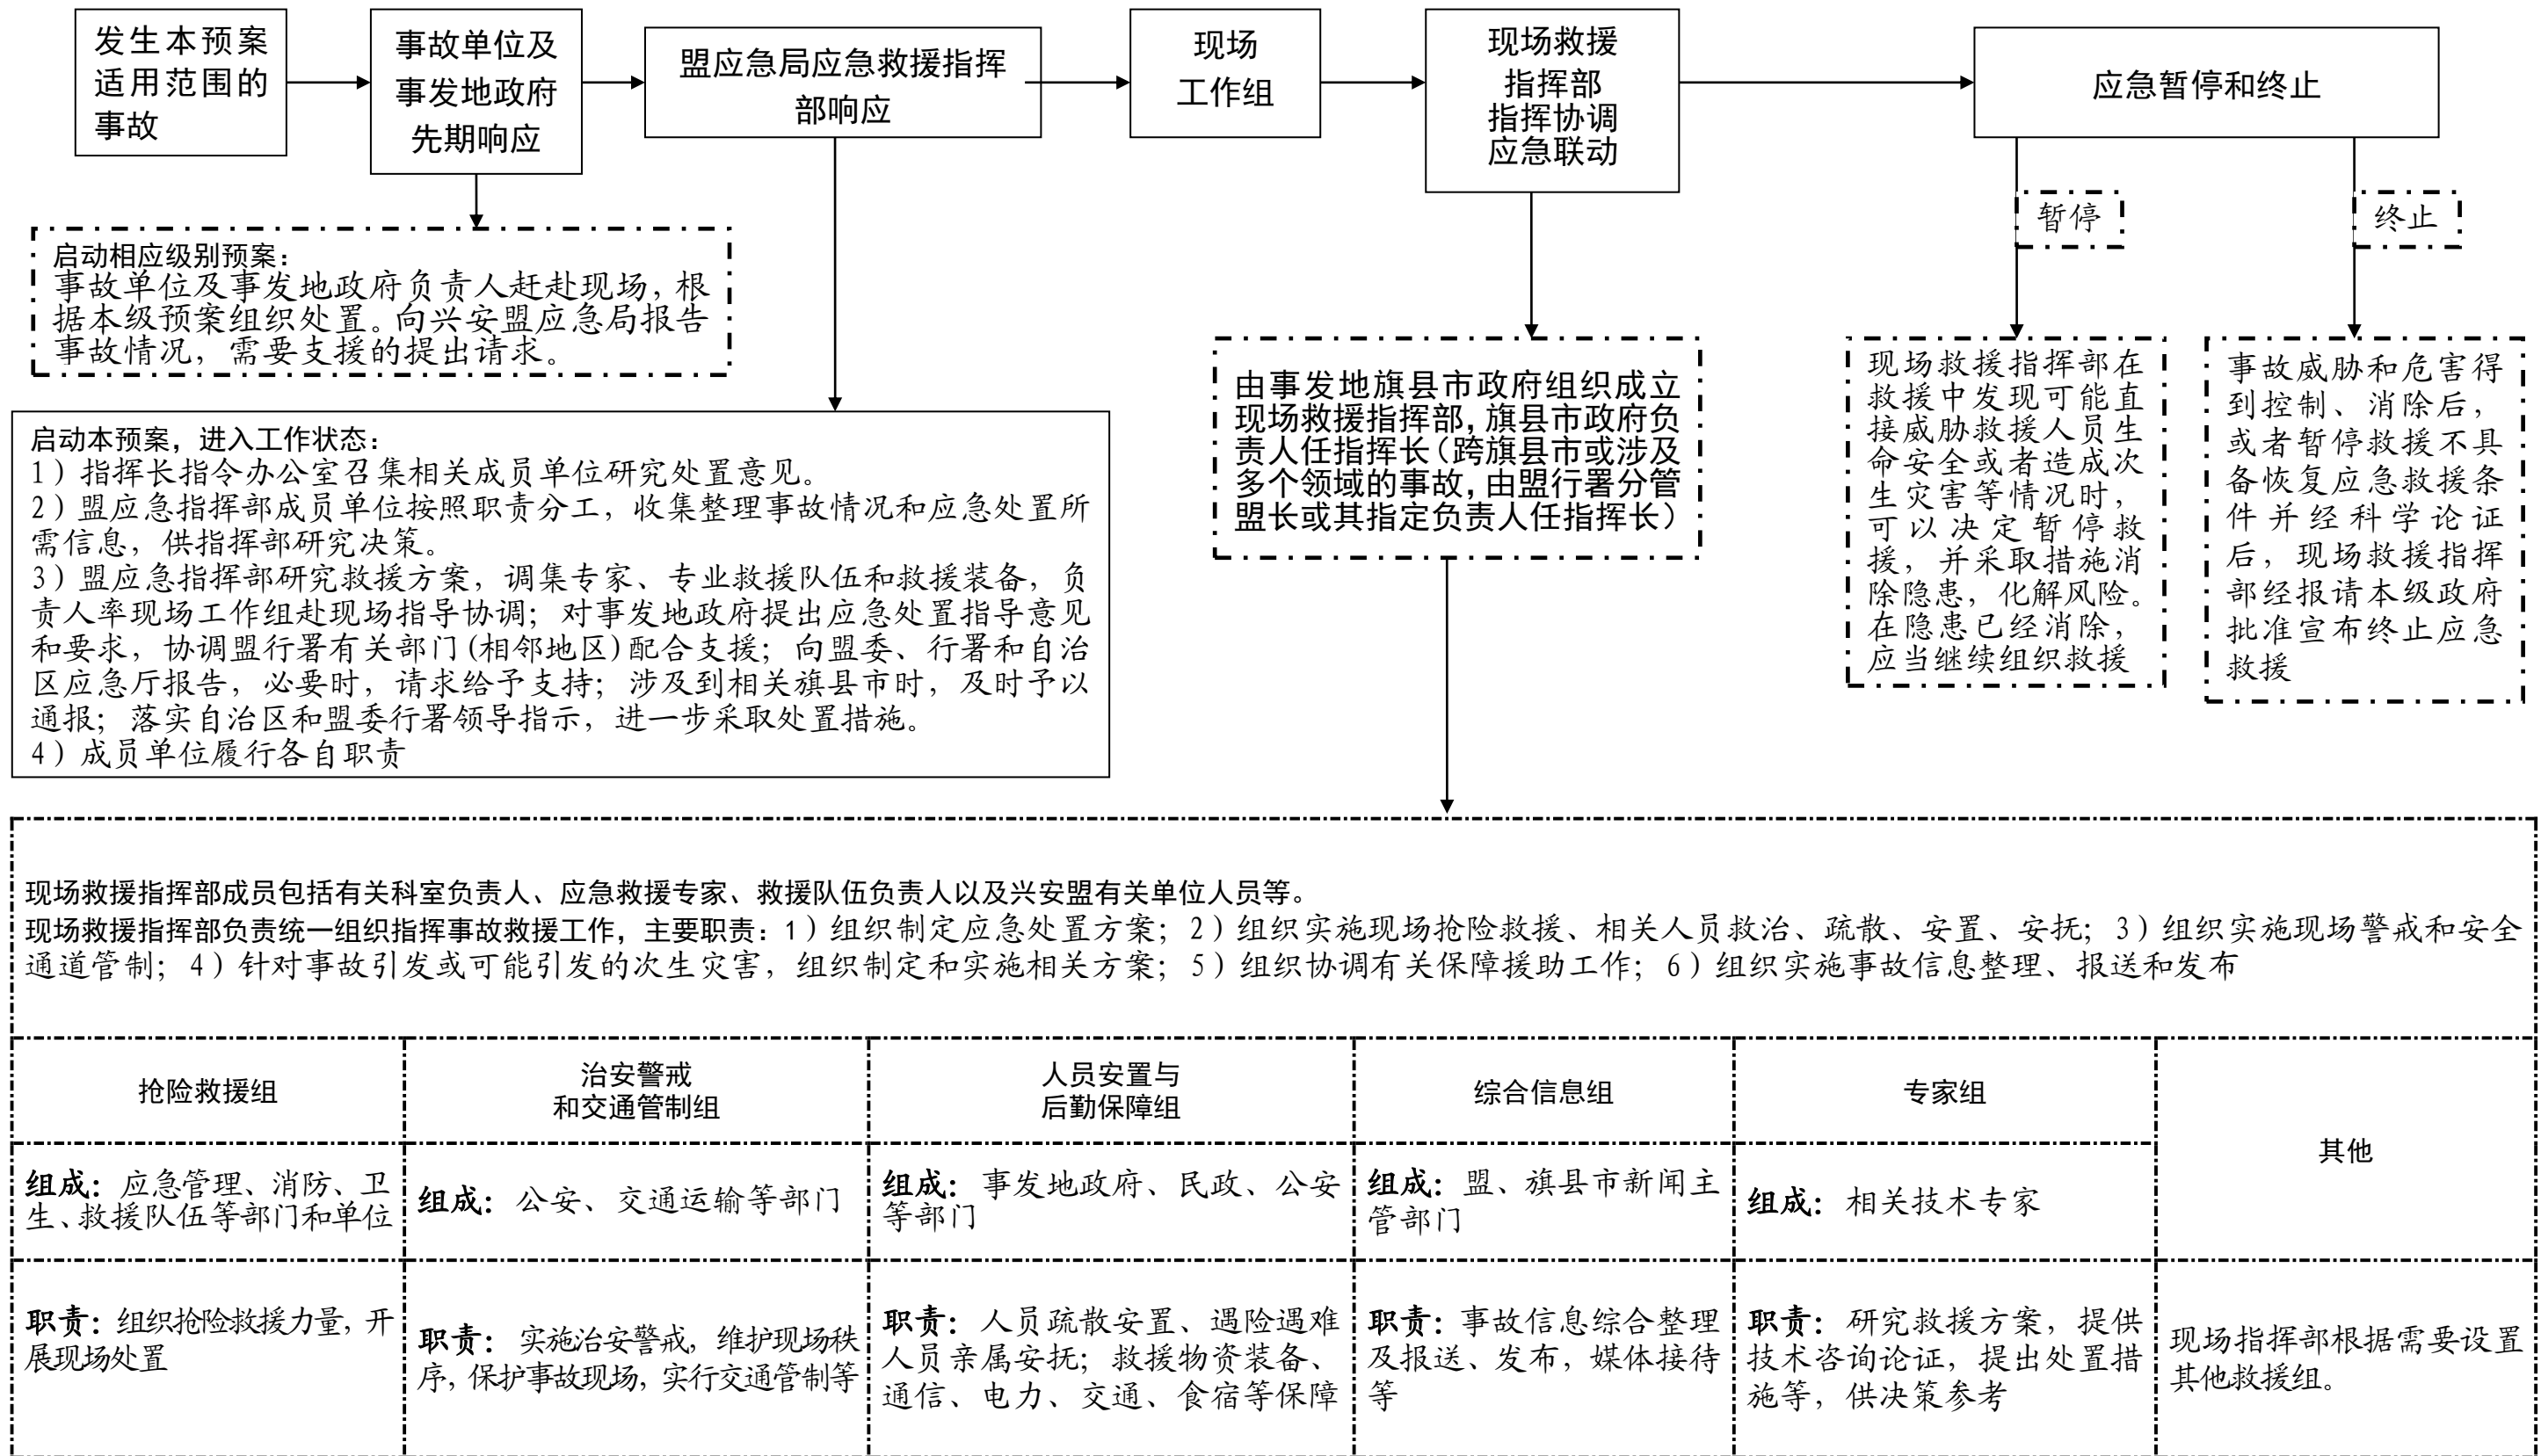 发生本预案
适用范围的
事故
事故单位及
事发地政府
先期响应
盟应急局应急救援指挥
部响应
现场
工作组
现场救援
指挥部
指挥协调
应急联动
应急暂停和终止
暂停
终止
启动相应级别预案：
事故单位及事发地政府负责人赶赴现场，根
据本级预案组织处置。向兴安盟应急局报告
事故情况，需要支援的提出请求。
启动本预案，进入工作状态：
1）指挥长指令办公室召集相关成员单位研究处置意见。
2）盟应急指挥部成员单位按照职责分工，收集整理事故情况和应急处置所
需信息，供指挥部研究决策。
3）盟应急指挥部研究救援方案，调集专家、专业救援队伍和救援装备，负
责人率现场工作组赴现场指导协调；对事发地政府提出应急处置指导意见
和要求，协调盟行署有关部门(相邻地区)配合支援；向盟委、行署和自治
区应急厅报告，必要时，请求给予支持；涉及到相关旗县市时，及时予以
通报；落实自治区和盟委行署领导指示，进一步采取处置措施。
4）成员单位履行各自职责
由事发地旗县市政府组织成立
现场救援指挥部，旗县市政府负
责人任指挥长（跨旗县市或涉及
多个领域的事故，由盟行署分管
盟长或其指定负责人任指挥长）
现场救援指挥部在
救援中发现可能直
接威胁救援人员生
命安全或者造成次
生灾害等情况时，
可以决定暂停救
援，并采取措施消
除隐患，化解风险。
在隐患已经消除，
应当继续组织救援
事故威胁和危害得
到控制、消除后，
或者暂停救援不具
备恢复应急救援条
件并经科学论证
后，现场救援指挥
部经报请本级政府
批准宣布终止应急
救援
现场救援指挥部成员包括有关科室负责人、应急救援专家、救援队伍负责人以及兴安盟有关单位人员等。
现场救援指挥部负责统一组织指挥事故救援工作，主要职责：1）组织制定应急处置方案；2）组织实施现场抢险救援、相关人员救治、疏散、安置、安抚；3）组织实施现场警戒和安全
通道管制；4）针对事故引发或可能引发的次生灾害，组织制定和实施相关方案；5）组织协调有关保障援助工作；6）组织实施事故信息整理、报送和发布
抢险救援组
治安警戒
和交通管制组
人员安置与
后勤保障组
综合信息组
专家组
其他
组成：应急管理、消防、卫
生、救援队伍等部门和单位
组成：公安、交通运输等部门
组成：事发地政府、民政、公安
等部门
组成：盟、旗县市新闻主
管部门
组成：相关技术专家
职责：组织抢险救援力量，开
展现场处置
职责：实施治安警戒，维护现场秩
序，保护事故现场，实行交通管制等
职责：人员疏散安置、遇险遇难
人员亲属安抚；救援物资装备、
通信、电力、交通、食宿等保障
职责：事故信息综合整理
及报送、发布，媒体接待
等
职责：研究救援方案，提供
技术咨询论证，提出处置措
施等，供决策参考
现场指挥部根据需要设置
其他救援组。